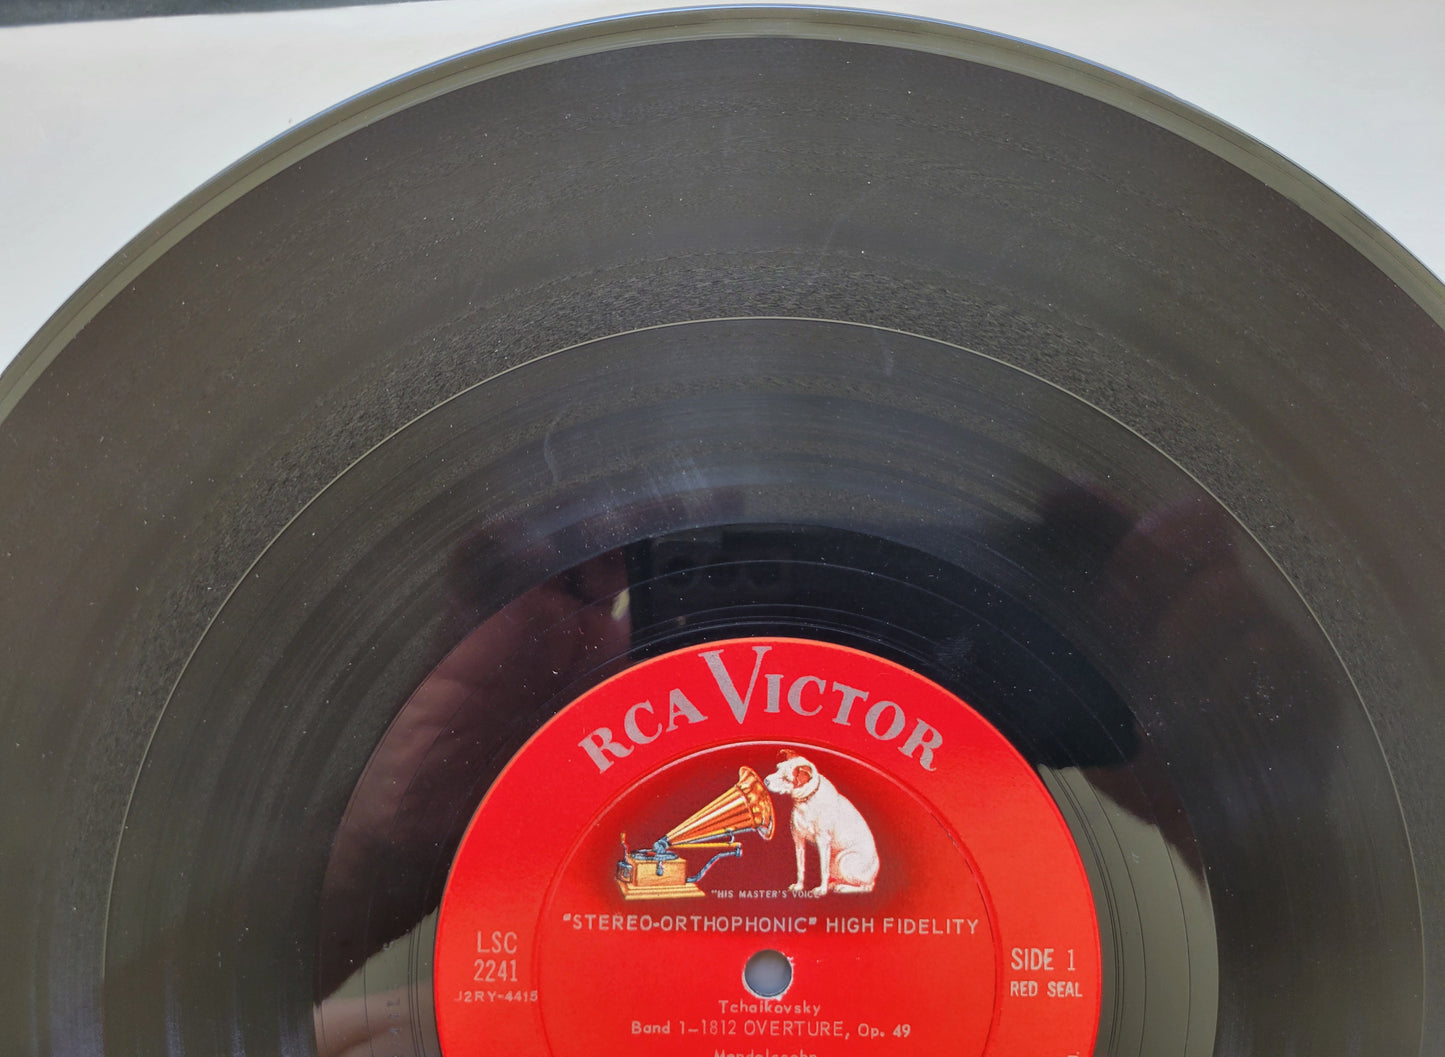 RCA VICTOR
"HIS MASTER'S VOICE"
"STEREO-ORTHOPHONIC" HIGH FIDELITY
LSC
2241
J2RY-4415
SIDE 1
RED SEAL
Tchaikovsky
Band 1—1812 OVERTURE, Op. 49
Mendelssohn